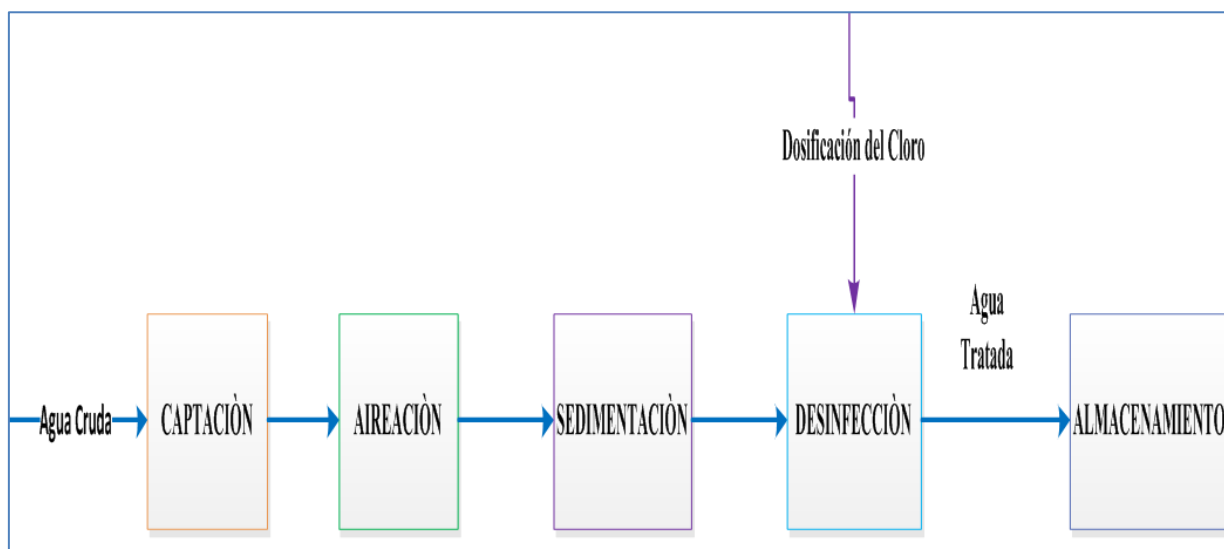 Dosificación del Cloro
Agua
Tratada
Agua Cruda
CAPTACIÒN
AIREACIÒN
SEDIMENTACIÒN
DESINFECCIÒN
ALMACENAMIENTO